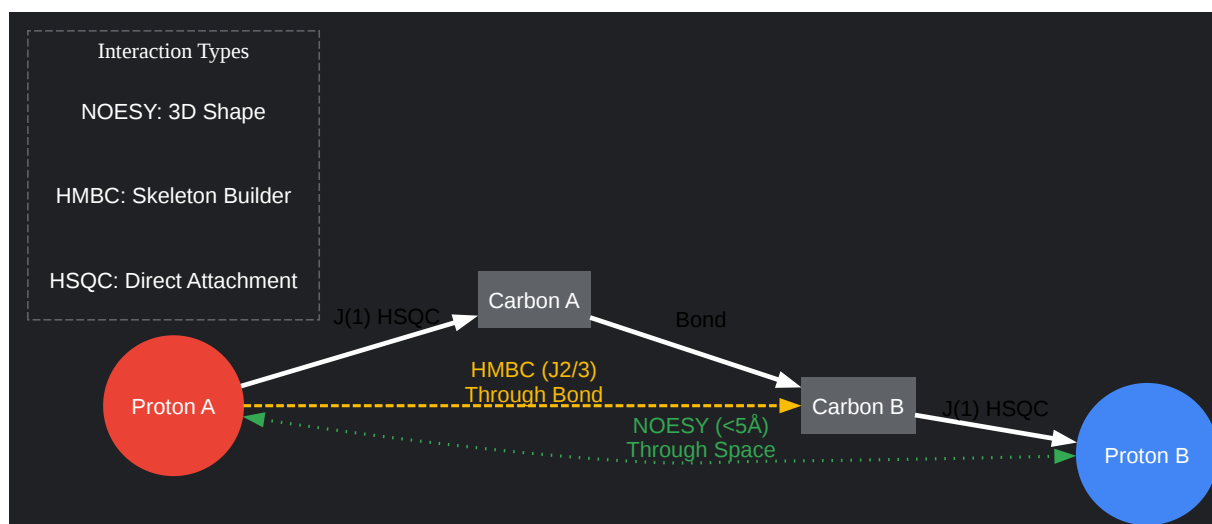 Interaction Types
NOESY: 3D Shape
HMBC: Skeleton Builder
HSQC: Direct Attachment
Carbon A
J(1) HSQC
Bond
HMBC (J2/3)
Through Bond
Proton A
Carbon B
J(1) HSQC
NOESY (<5Å)
Through Space
Proton B